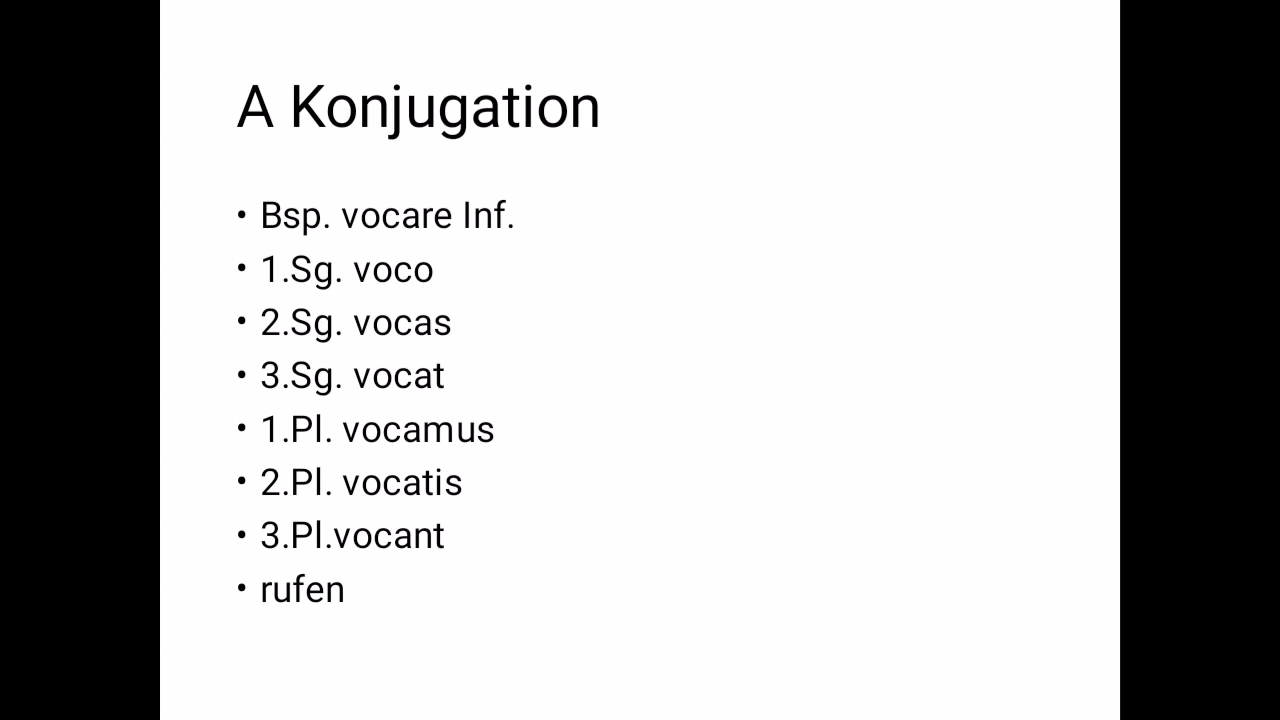 A Konjugation
• Bsp. vocare Inf.
• 1.Sg. voco
• 2.Sg. vocas
• 3.Sg. vocat
• 1.Pl. vocamus
• 2.Pl. vocatis
• 3.Pl.vocant
• rufen